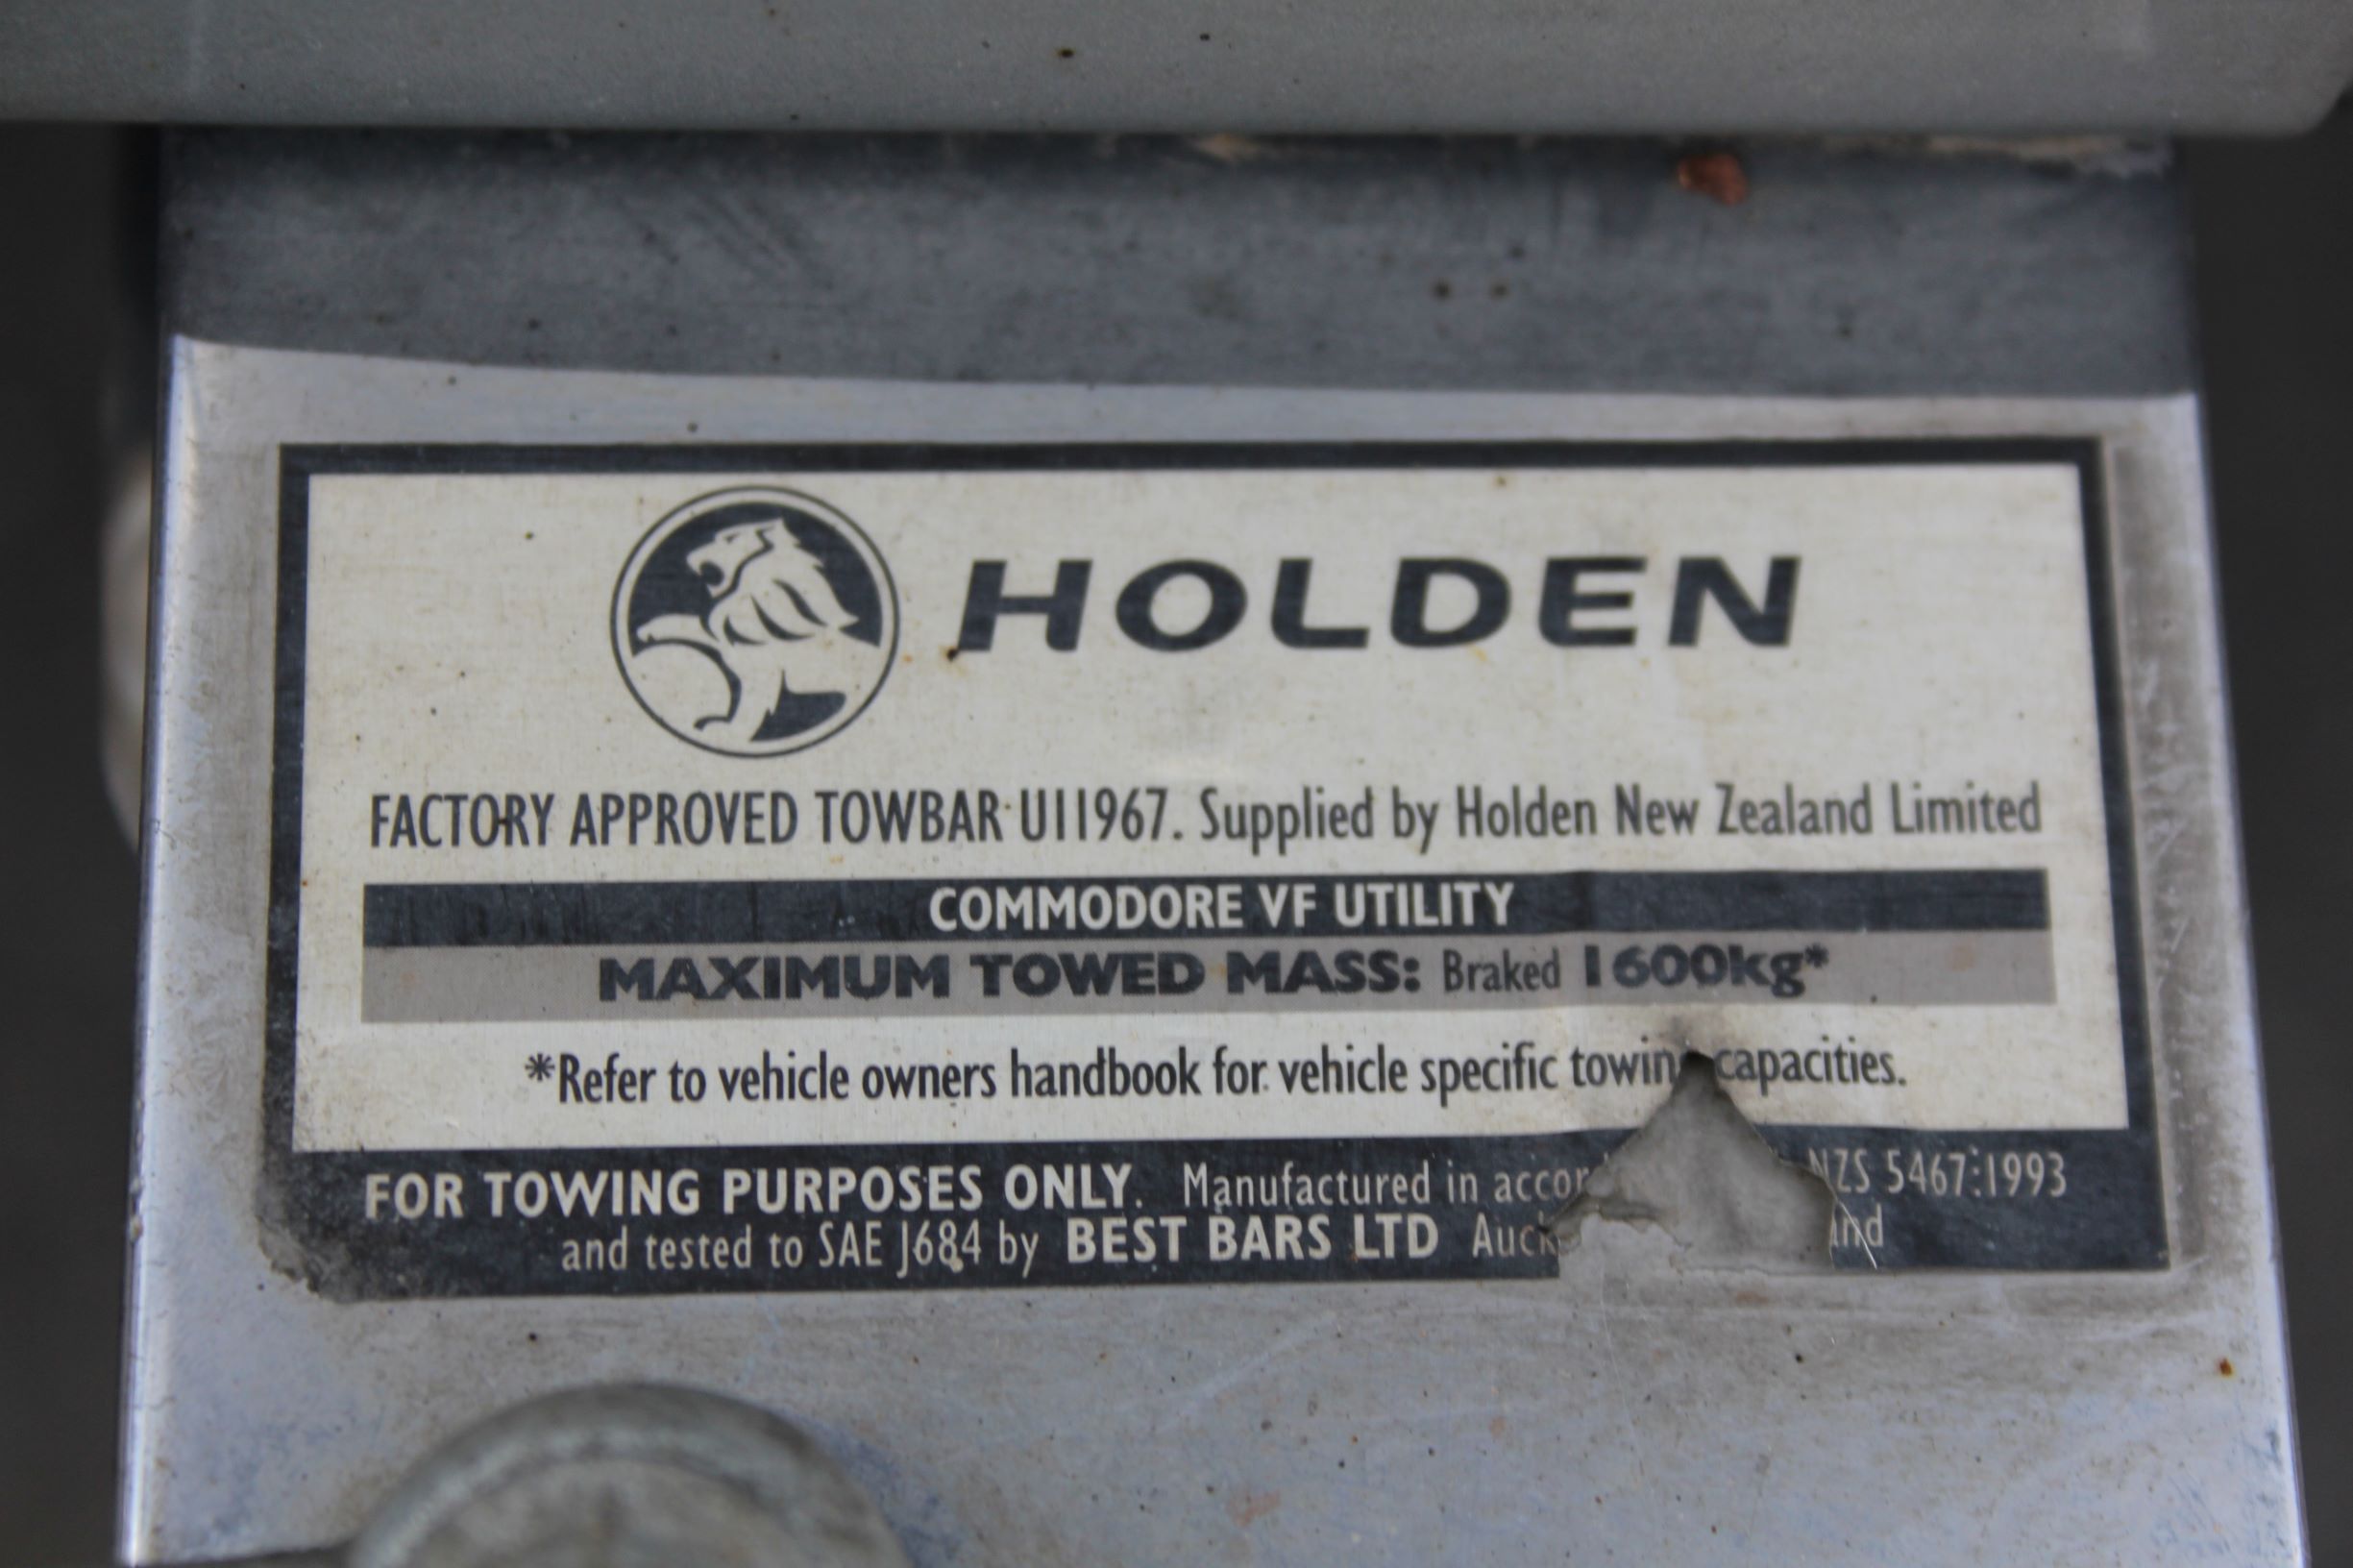 HOLDEN
FACTORY APPROVED TOWBAR U11967. Supplied by Holden New Zealand Limited
COMMODORE VF UTILITY
MAXIMUM TOWED MASS: Braked 1600kg*
*Refer to vehicle owners handbook for vehicle specific towing capacities.
FOR TOWING PURPOSES ONLY. Manufactured in NZS 5467:1993
and tested to SAE J684 by BEST BARS LTD